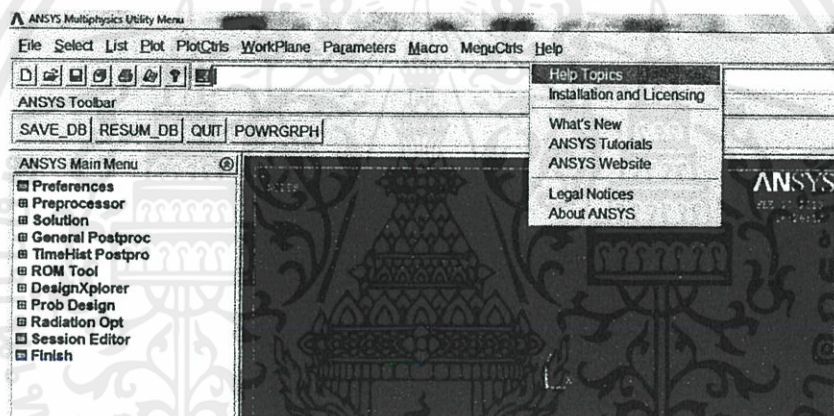 ANSYS Multiphysics Utility Menu
File Select List Plot PlotCtrls WorkPlane Parameters Macro MenuCtrls Help
Help Topics
Installation and Licensing
What's New
ANSYS Tutorials
ANSYS Website
Legal Notices
About ANSYS
ANSYS Toolbar
SAVE_DB RESUM_DB QUIT POWRGRPH
ANSYS Main Menu
Preferences
Preprocessor
Solution
General Postproc
TimeHist Postpro
ROM Tool
DesignXplorer
Prob Design
Radiation Opt
Session Editor
Finish
ANSYS